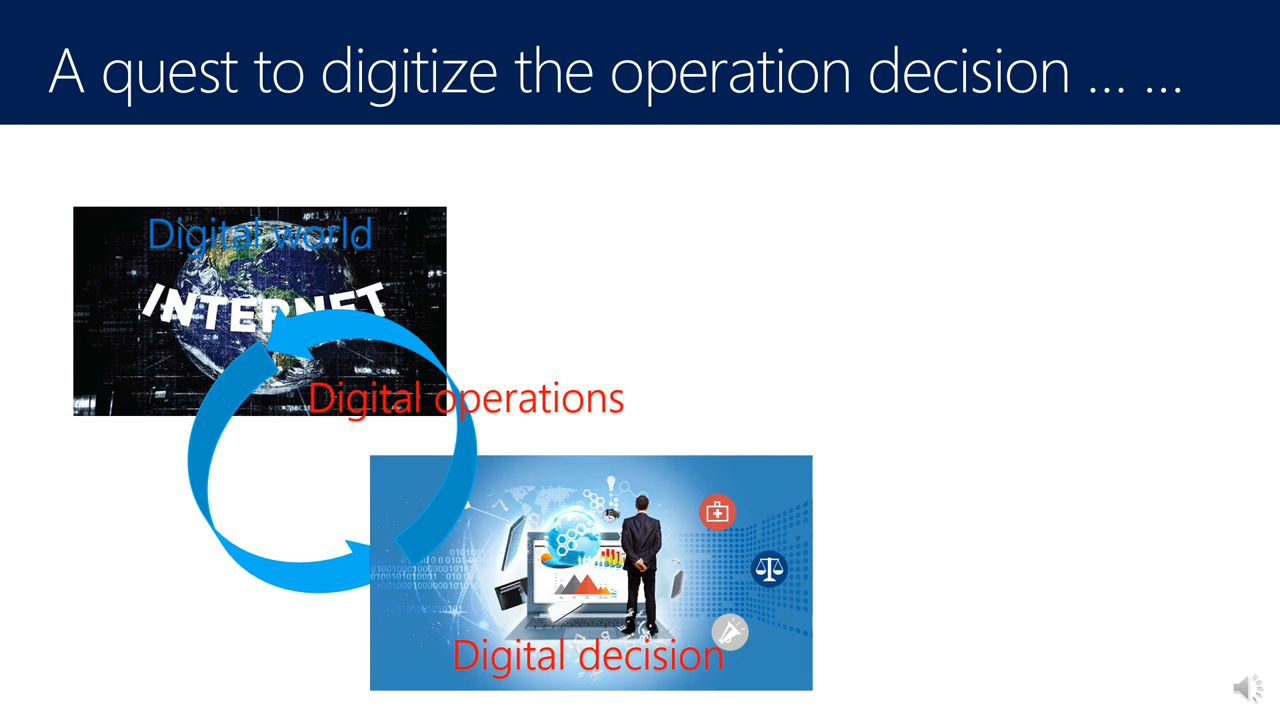 A quest to digitize the operation decision ... ...
Digital world
INTERNET
Digital operations
Digital decision